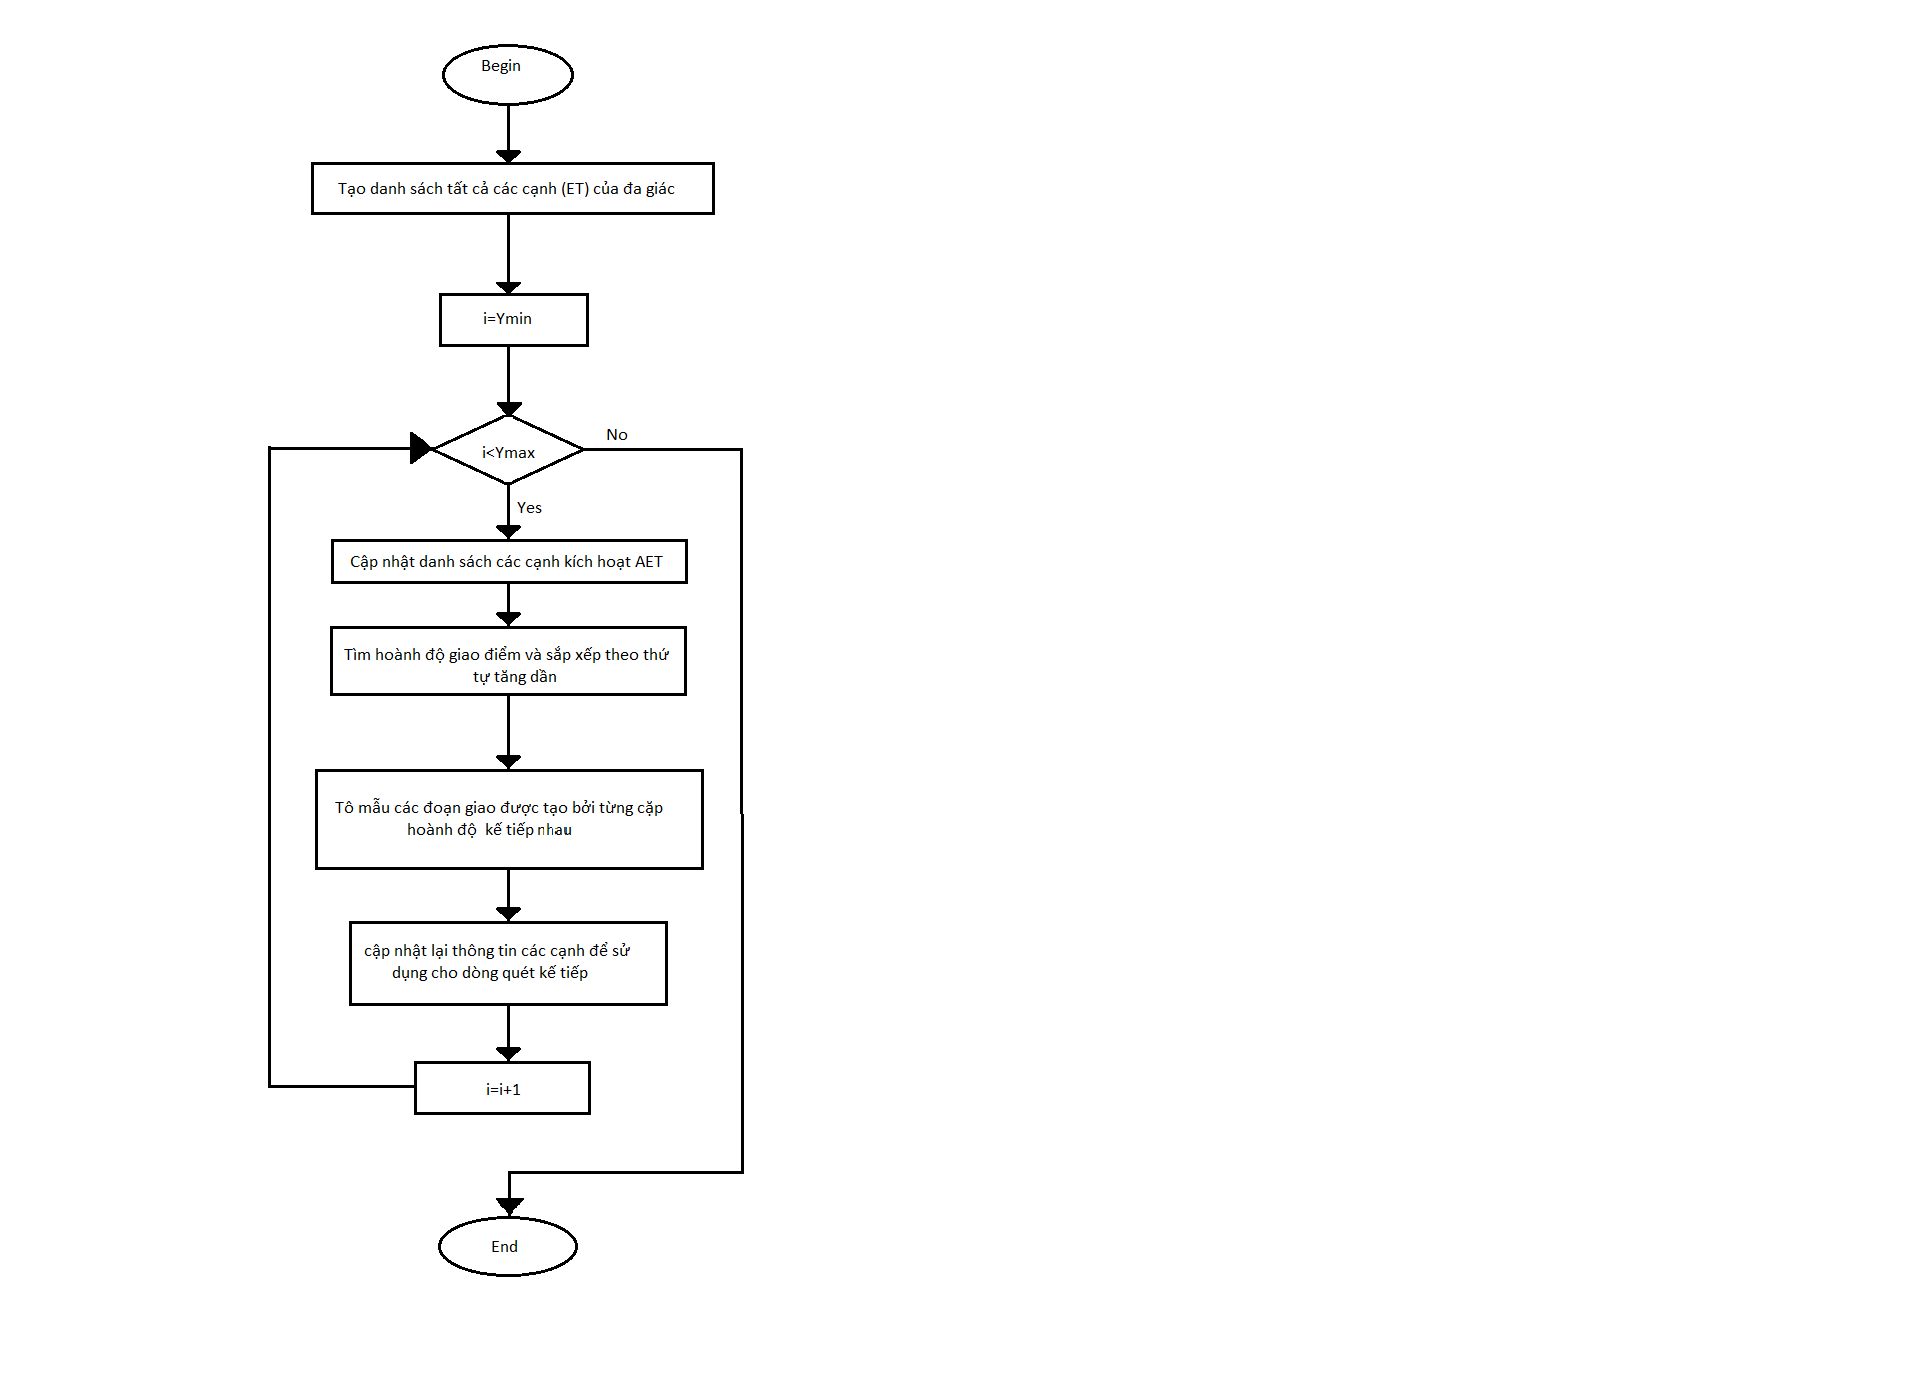 Begin
Tạo danh sách tất cả các cạnh (ET) của đa giác
i=Ymin
No
i<Ymax
Yes
Cập nhật danh sách các cạnh kích hoạt AET
Tìm hoành độ giao điểm và sắp xếp theo thứ
tự tăng dần
Tô mẫu các đoạn giao được tạo bởi từng cặp
hoành độ kế tiếp nhau
cập nhật lại thông tin các cạnh để sử
dụng cho dòng quét kế tiếp
i=i+1
End